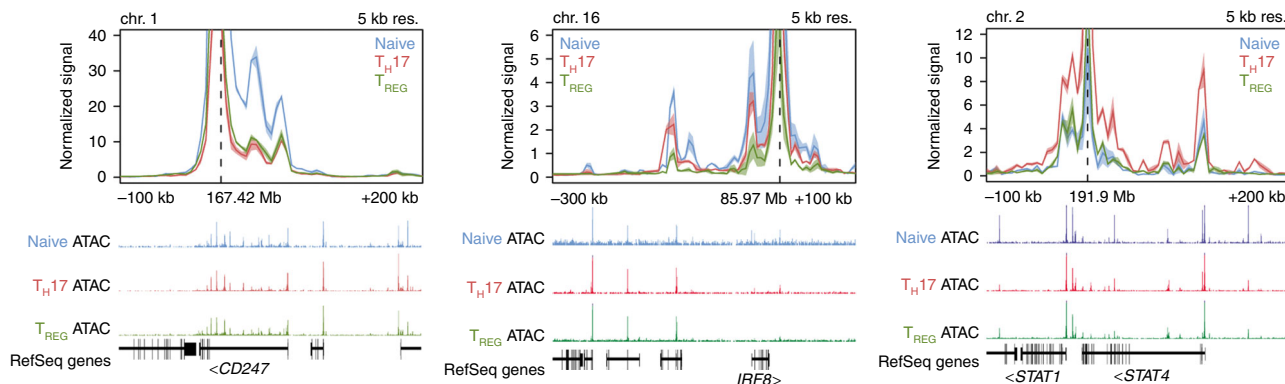 chr. 1 5 kb res.
Normalized signal
40
30
20
10
0
Naive
TH17
TREG
–100 kb 167.42 Mb +200 kb
Naive ATAC
TH17 ATAC
TREG ATAC
RefSeq genes
<CD247
chr. 16 5 kb res.
Normalized signal
6
5
4
3
2
1
0
Naive
TH17
TREG
–300 kb 85.97 Mb +100 kb
Naive ATAC
TH17 ATAC
TREG ATAC
RefSeq genes
IRF8>
chr. 2 5 kb res.
Normalized signal
12
10
8
6
4
2
0
Naive
TH17
TREG
–100 kb 191.9 Mb +200 kb
Naive ATAC
TH17 ATAC
TREG ATAC
RefSeq genes
<STAT1 <STAT4